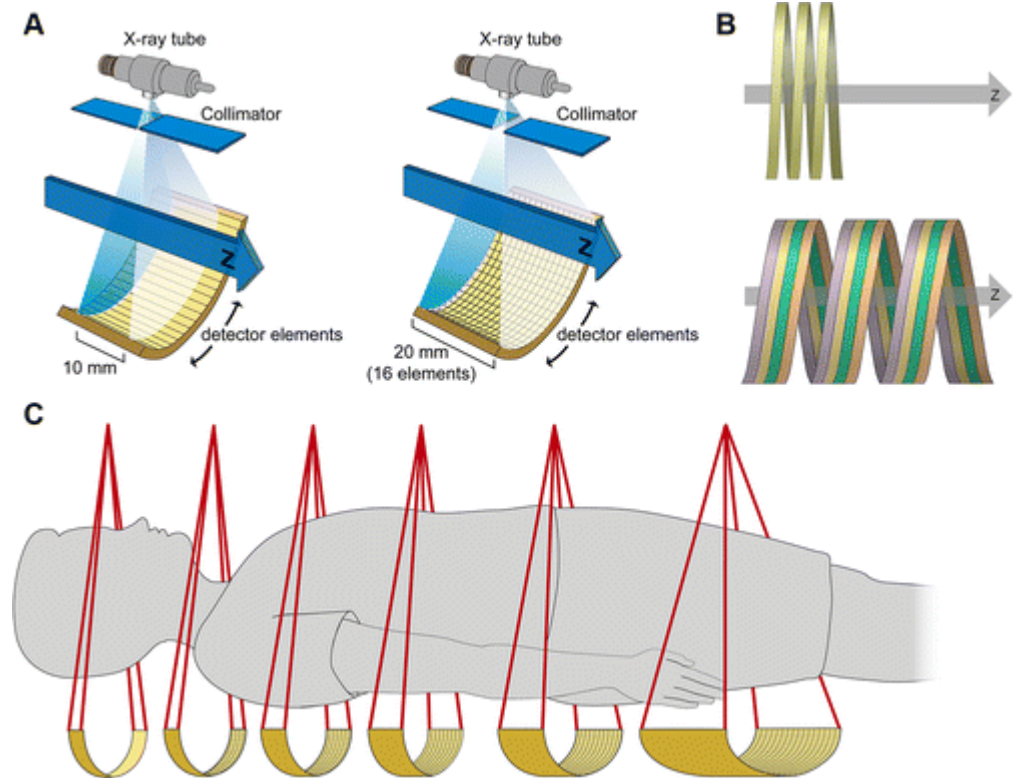 A
X-ray tube
Collimator
Z
detector elements
10 mm
X-ray tube
Collimator
Z
detector elements
20 mm
(16 elements)
B
z
z
C